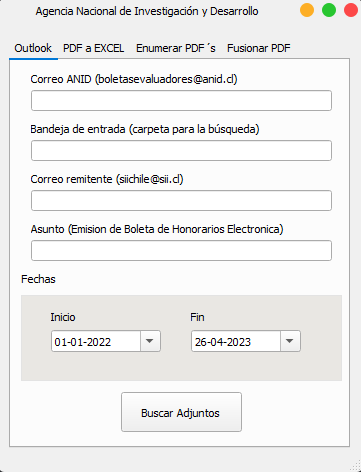 Agencia Nacional de Investigación y Desarrollo
Outlook PDF a EXCEL Enumerar PDF´s Fusionar PDF
Correo ANID (boletasevaluadores@anid.cl)
Bandeja de entrada (carpeta para la búsqueda)
Correo remitente (siichile@sii.cl)
Asunto (Emision de Boleta de Honorarios Electronica)
Fechas
Inicio Fin
01-01-2022 26-04-2023
Buscar Adjuntos